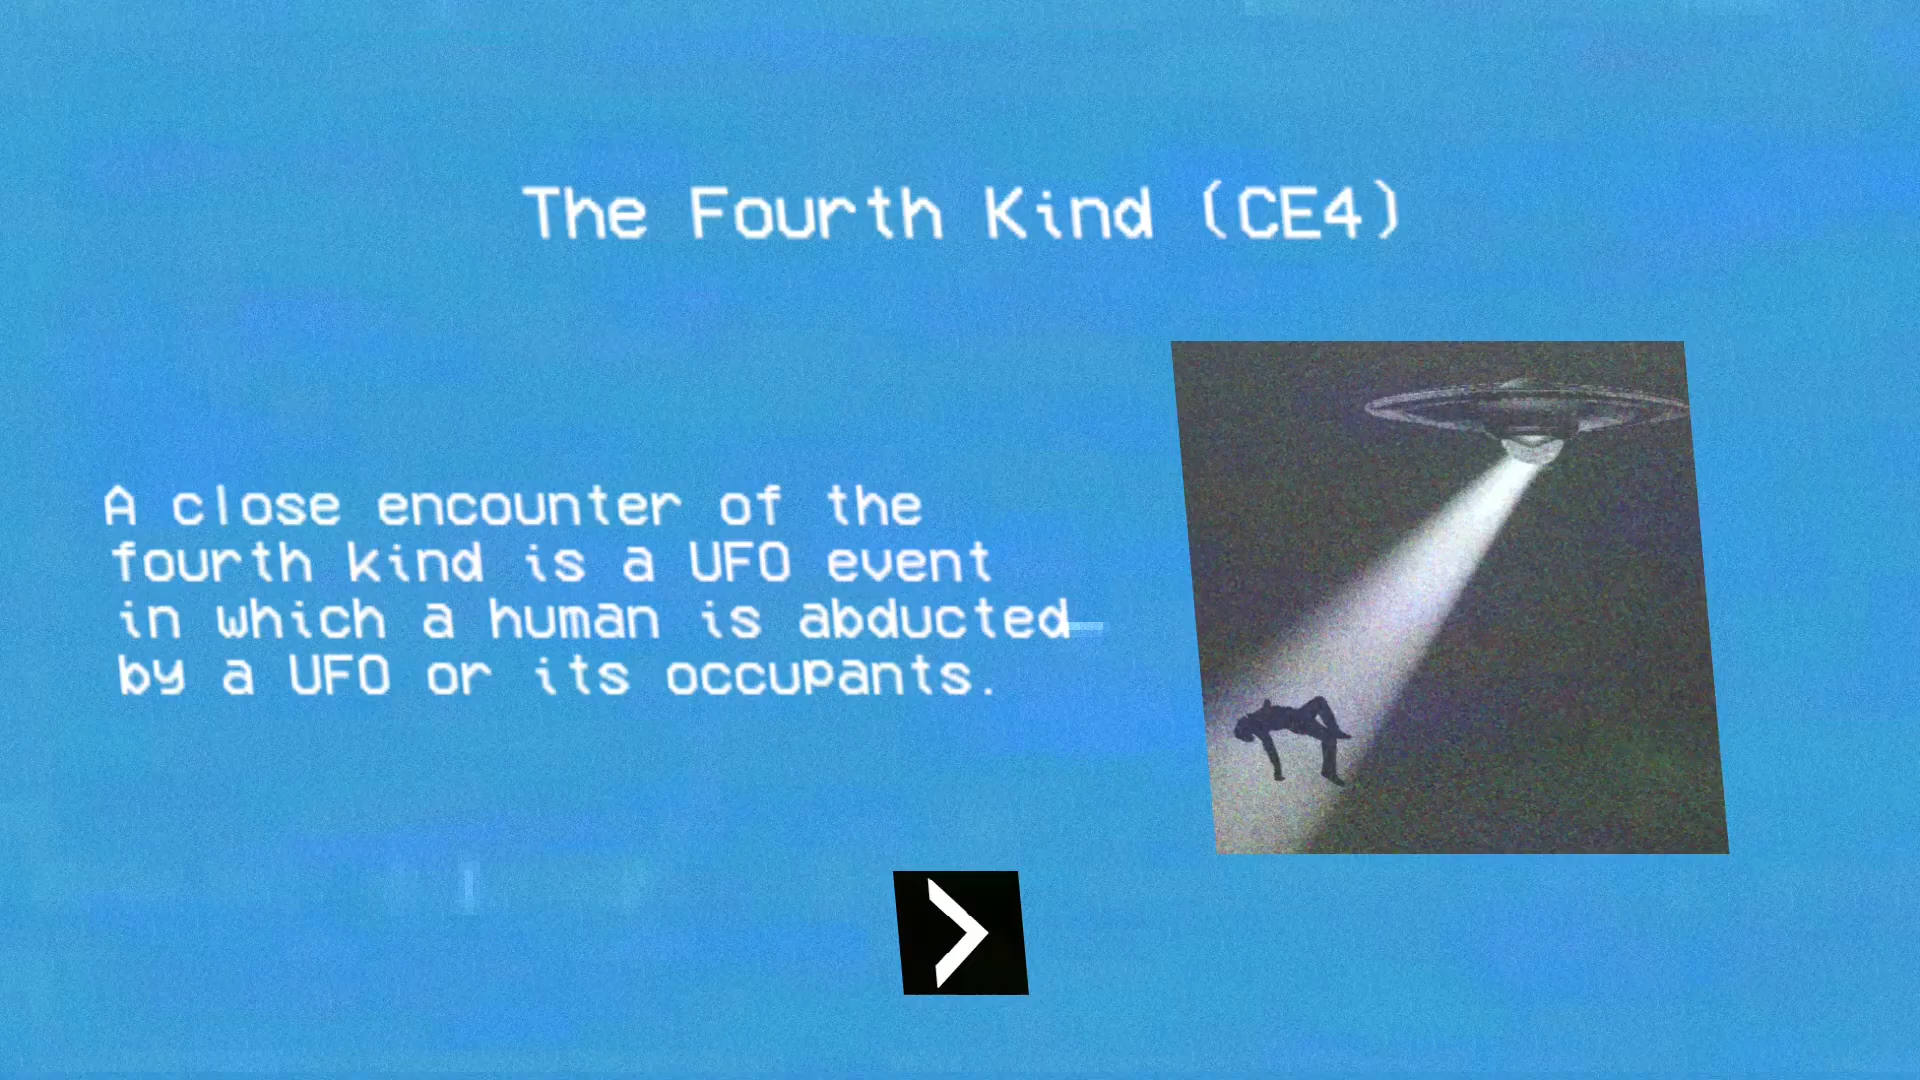 The Fourth Kind (CE4)
A close encounter of the
fourth kind is a UFO event
in which a human is abducted
by a UFO or its occupants.